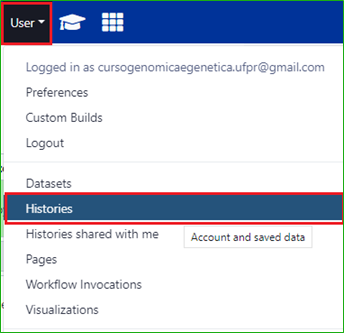 User
Logged in as cursogenomicaegenetica.ufpr@gmail.com
Preferences
Custom Builds
Logout
Datasets
Histories
Histories shared with me
Account and saved data
Pages
Workflow Invocations
Visualizations